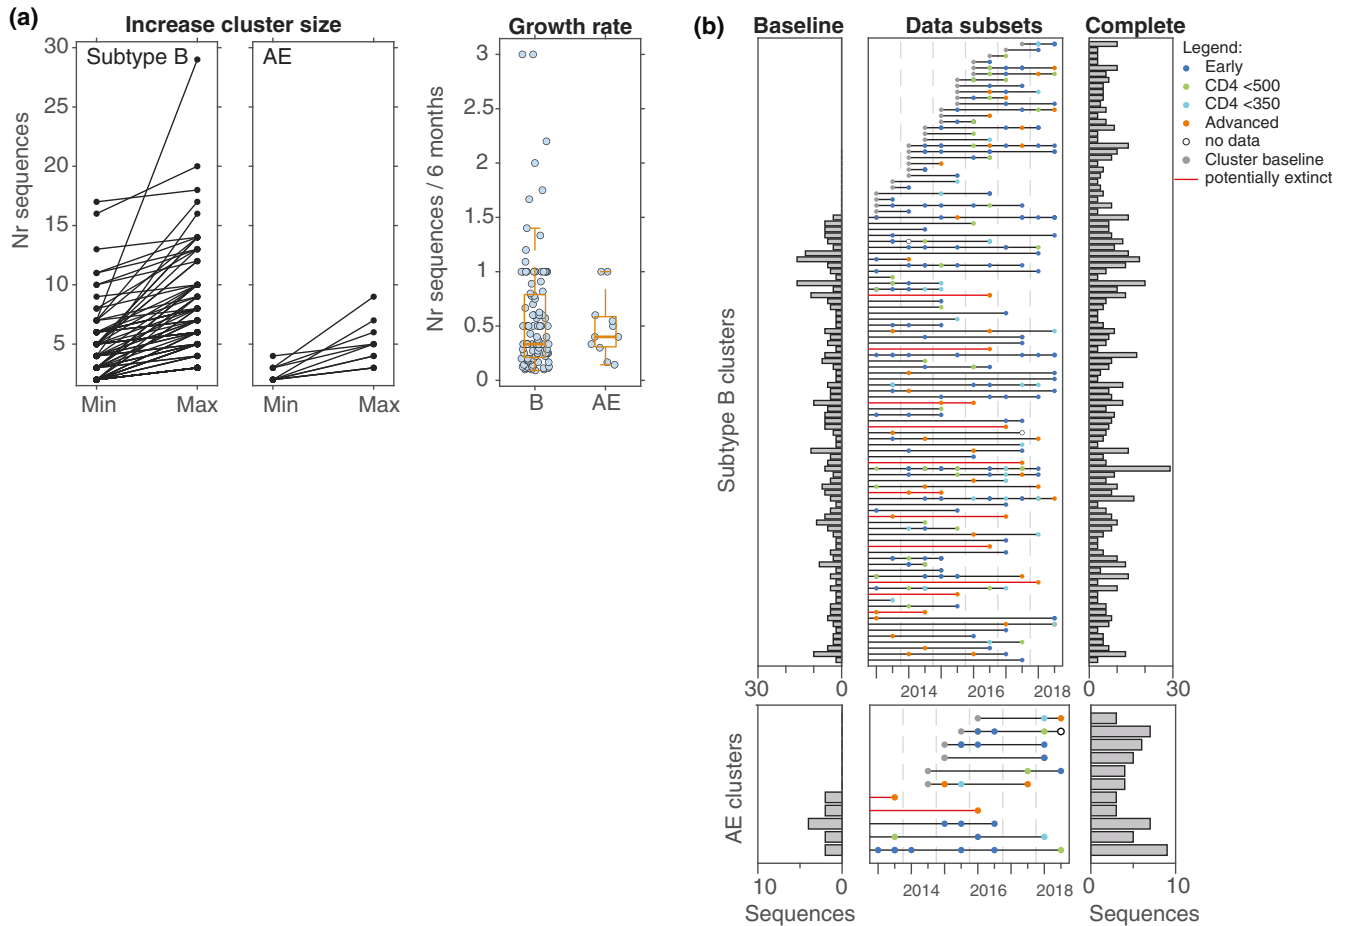 (a)
Increase cluster size
Growth rate
Subtype B
AE
Nr sequences
30
25
20
15
10
5
Min
Max
Min
Max
Nr sequences / 6 months
3
2.5
2
1.5
1
0.5
0
B
AE
(b)
Baseline
Data subsets
Complete
Legend:
Early
CD4 <500
CD4 <350
Advanced
no data
Cluster baseline
potentially extinct
Subtype B clusters
30
0
2014
2016
2018
0
30
AE clusters
10
0
Sequences
2014
2016
2018
0
10
Sequences